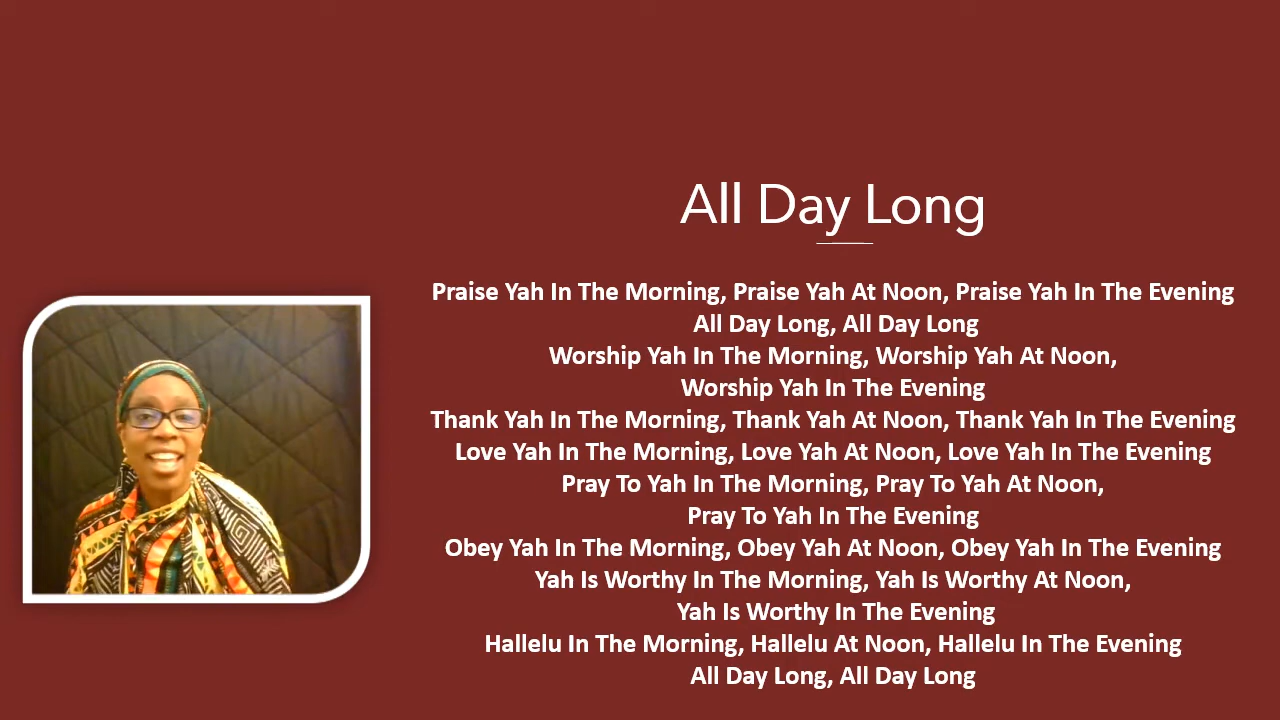 All Day Long
Praise Yah In The Morning, Praise Yah At Noon, Praise Yah In The Evening
All Day Long, All Day Long
Worship Yah In The Morning, Worship Yah At Noon,
Worship Yah In The Evening
Thank Yah In The Morning, Thank Yah At Noon, Thank Yah In The Evening
Love Yah In The Morning, Love Yah At Noon, Love Yah In The Evening
Pray To Yah In The Morning, Pray To Yah At Noon,
Pray To Yah In The Evening
Obey Yah In The Morning, Obey Yah At Noon, Obey Yah In The Evening
Yah Is Worthy In The Morning, Yah Is Worthy At Noon,
Yah Is Worthy In The Evening
Hallelu In The Morning, Hallelu At Noon, Hallelu In The Evening
All Day Long, All Day Long